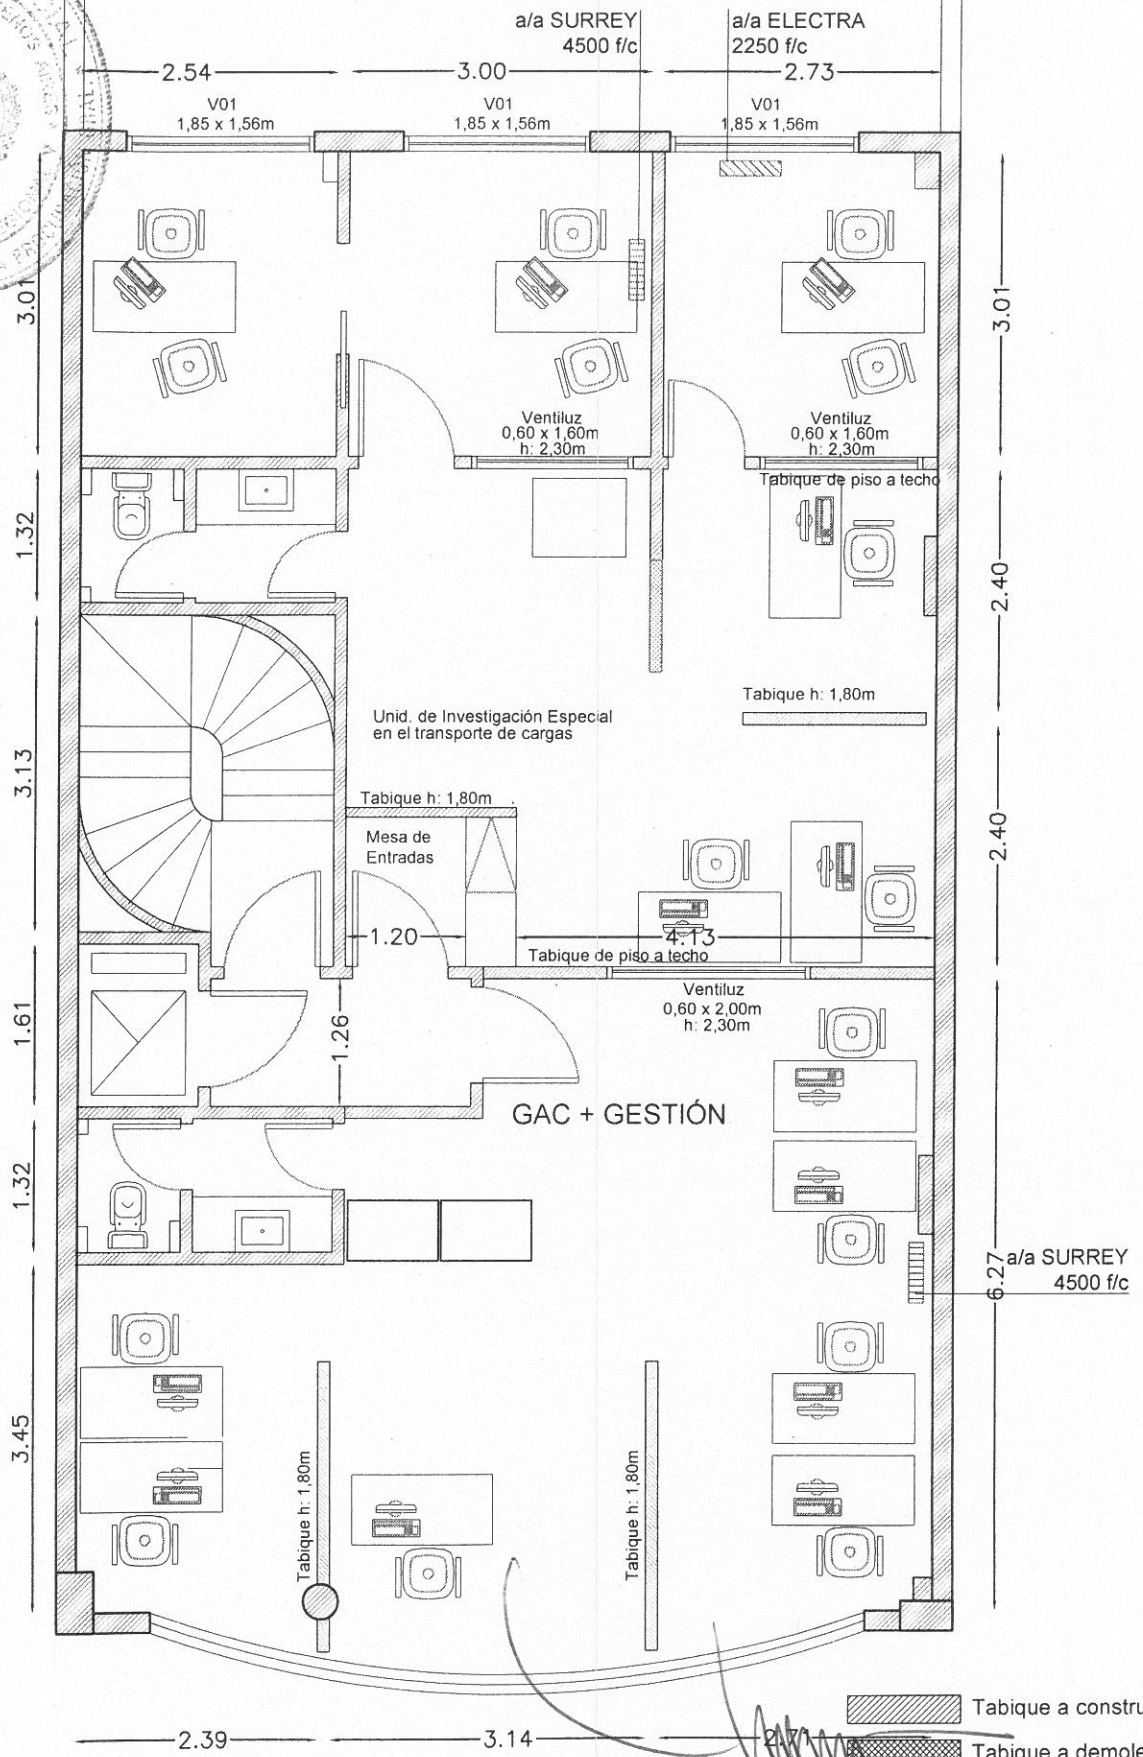 a/a SURREY
4500 f/c
a/a ELECTRA
2250 f/c
2.54
3.00
2.73
V01
1,85 x 1,56m
V01
1,85 x 1,56m
V01
1,85 x 1,56m
3.01
3.01
Ventiluz
0,60 x 1,60m
h: 2,30m
Ventiluz
0,60 x 1,60m
h: 2,30m
Tabique de piso a techo
1.32
2.40
Tabique h: 1,80m
Unid. de Investigación Especial
en el transporte de cargas
3.13
Tabique h: 1,80m
Mesa de
Entradas
2.40
1.20
4.13
Tabique de piso a techo
Ventiluz
0,60 x 2,00m
h: 2,30m
1.61
1.26
GAC + GESTIÓN
1.32
6.27
a/a SURREY
4500 f/c
3.45
Tabique h: 1,80m
Tabique h: 1,80m
2.39
3.14
2.71
Tabique a constru
Tabique a demole